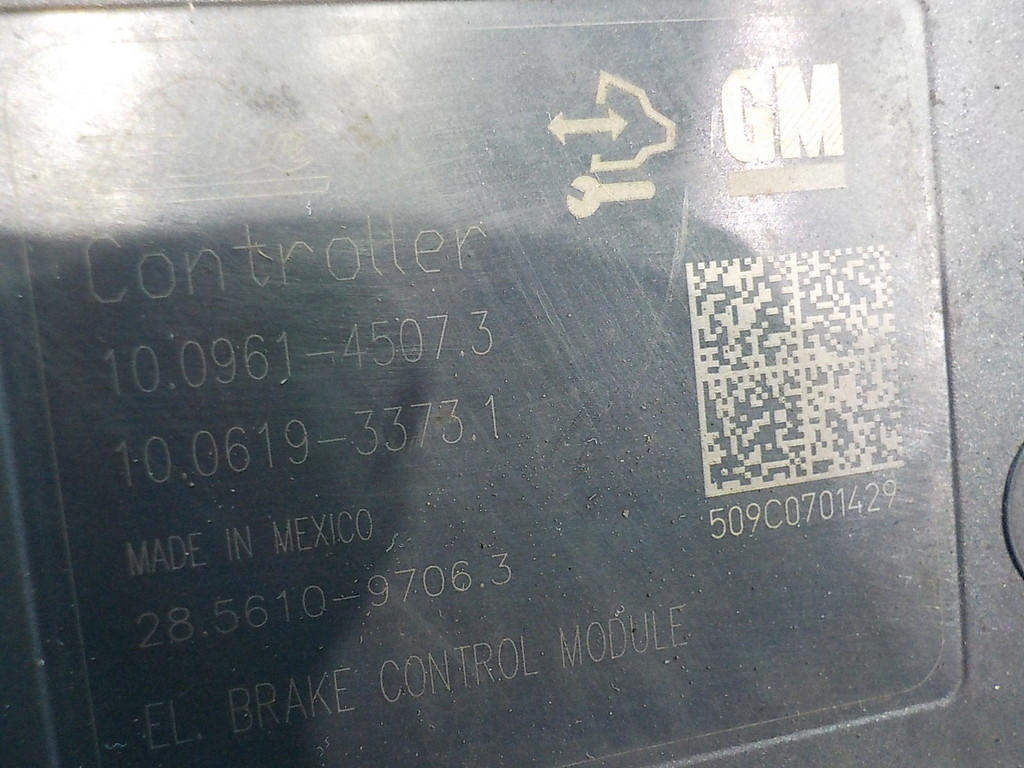 GM
Controller
10.0961-4507.3
10.0619-3373.1
509C0701429
MADE IN MEXICO
28.5610-9706.3
EL. BRAKE CONTROL MODULE